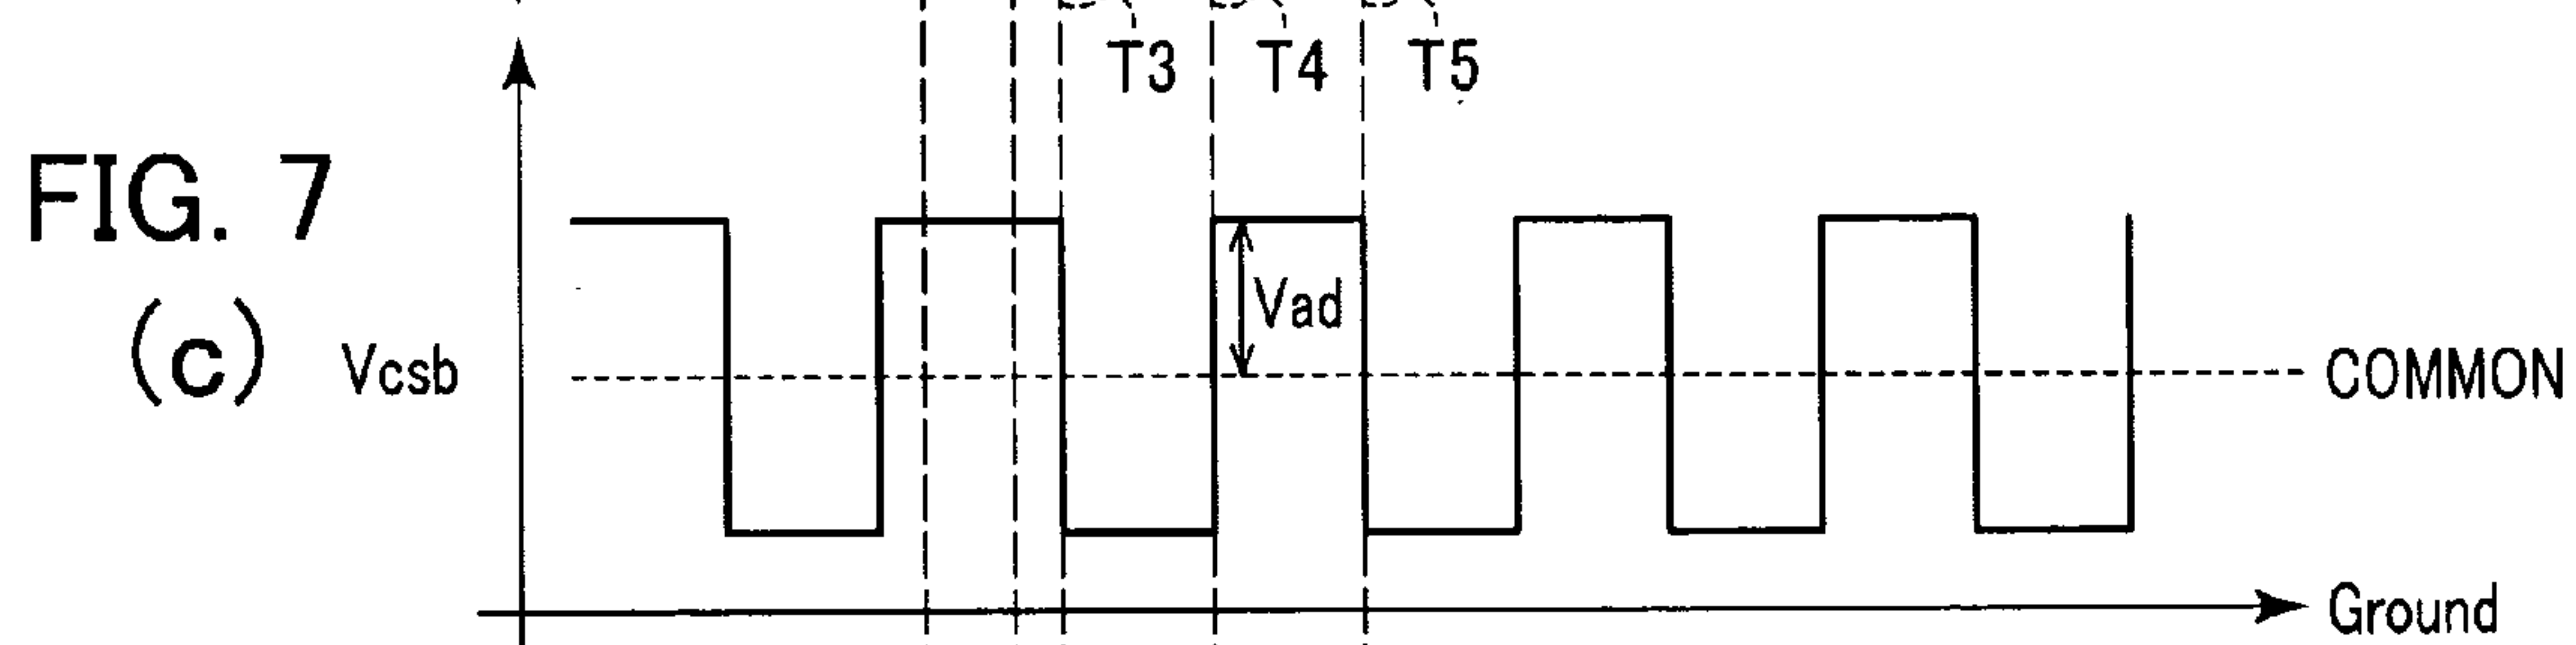 T3 T4 T5
FIG. 7
Vad
(c) Vcsb COMMON
Ground